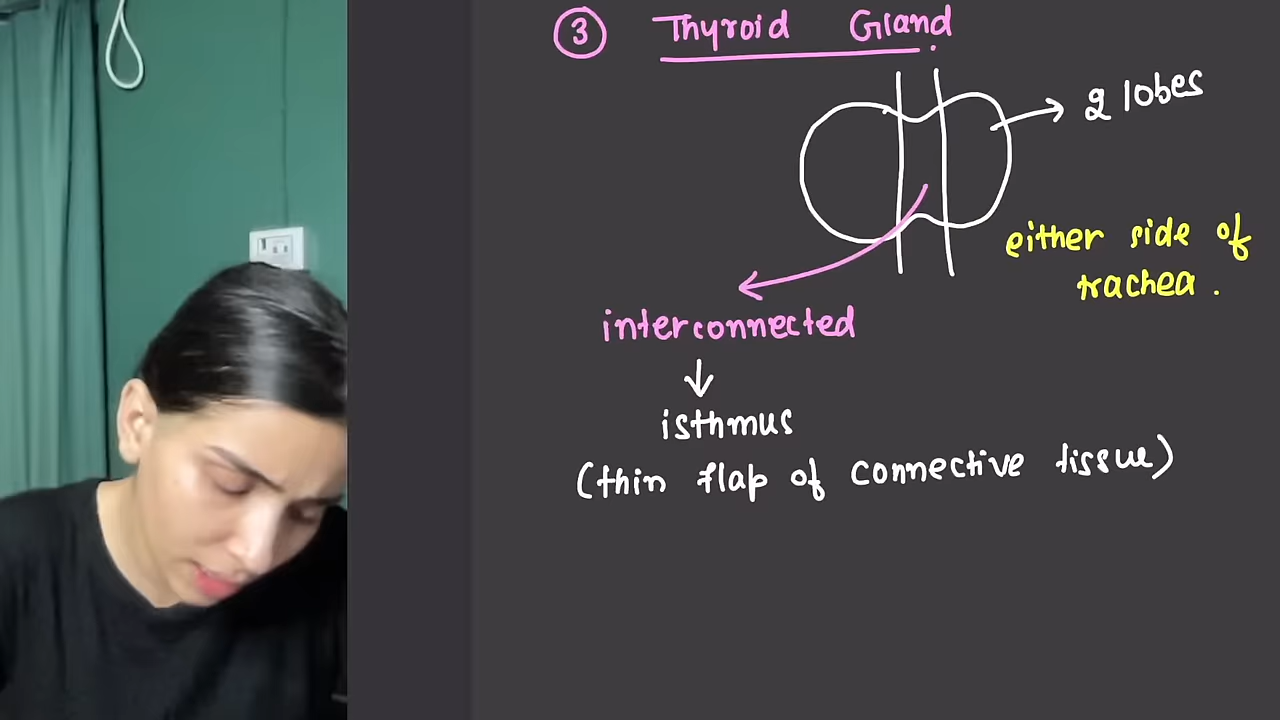 ③ Thyroid Gland
2 lobes
either side of
trachea.
interconnected
isthmus
(thin flap of connective tissue)